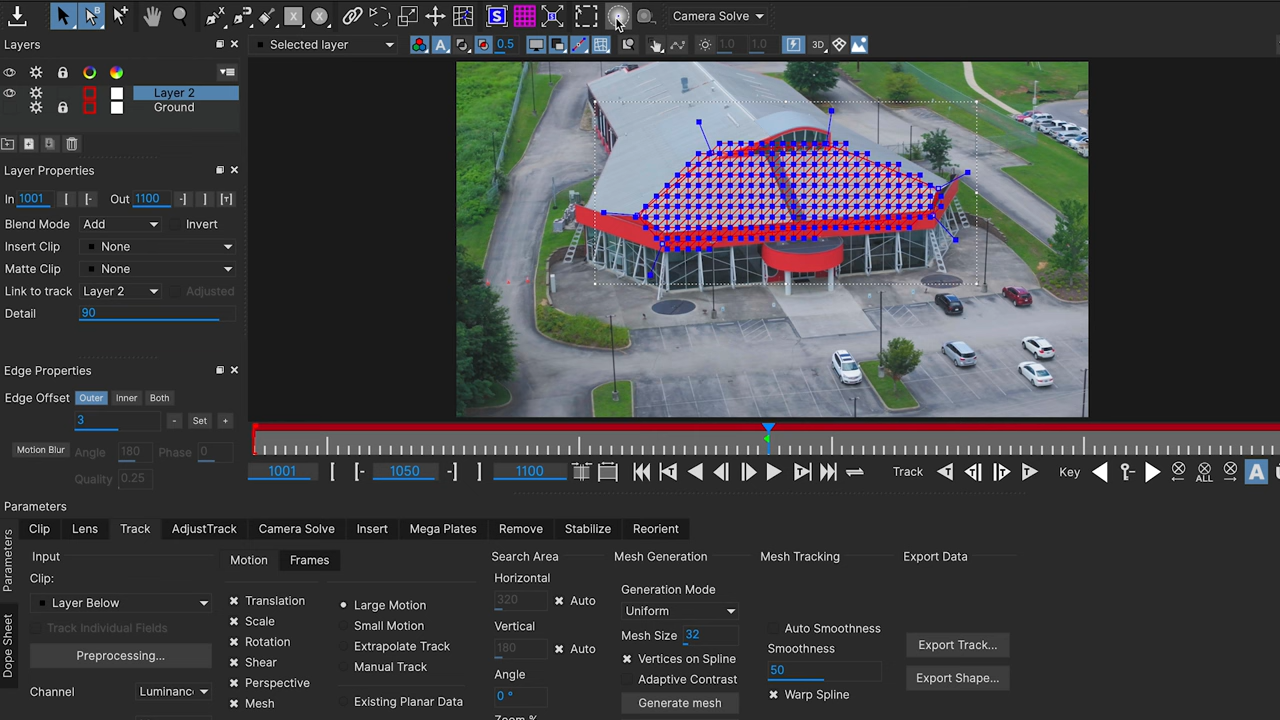 S
Camera Solve
Layers
Selected layer
A
0.5
1.0
1.0
3D
Layer 2
Ground
Layer Properties
In 1001 [ [- Out 1100 -] ] [T]
Blend Mode Add Invert
Insert Clip None
Matte Clip None
Link to track Layer 2 Adjusted
Detail 90
Edge Properties
Edge Offset Outer Inner Both
3 - Set +
Motion Blur Angle 180 Phase 0
Quality 0.25
1001 [ [- 1050 -] ] 1100 Track Key ALL A
Parameters
Parameters
Dope Sheet
Clip Lens Track AdjustTrack Camera Solve Insert Mega Plates Remove Stabilize Reorient
Input
Clip:
Layer Below
Track Individual Fields
Preprocessing...
Channel Luminanc
Motion Frames
Translation
Scale
Rotation
Shear
Perspective
Mesh
Large Motion
Small Motion
Extrapolate Track
Manual Track
Existing Planar Data
Search Area
Horizontal
320 Auto
Vertical
180 Auto
Angle
0 °
Zoom %
Mesh Generation
Generation Mode
Uniform
Mesh Size 32
Vertices on Spline
Adaptive Contrast
Generate mesh
Mesh Tracking
Auto Smoothness
Smoothness
50
Warp Spline
Export Data
Export Track...
Export Shape...